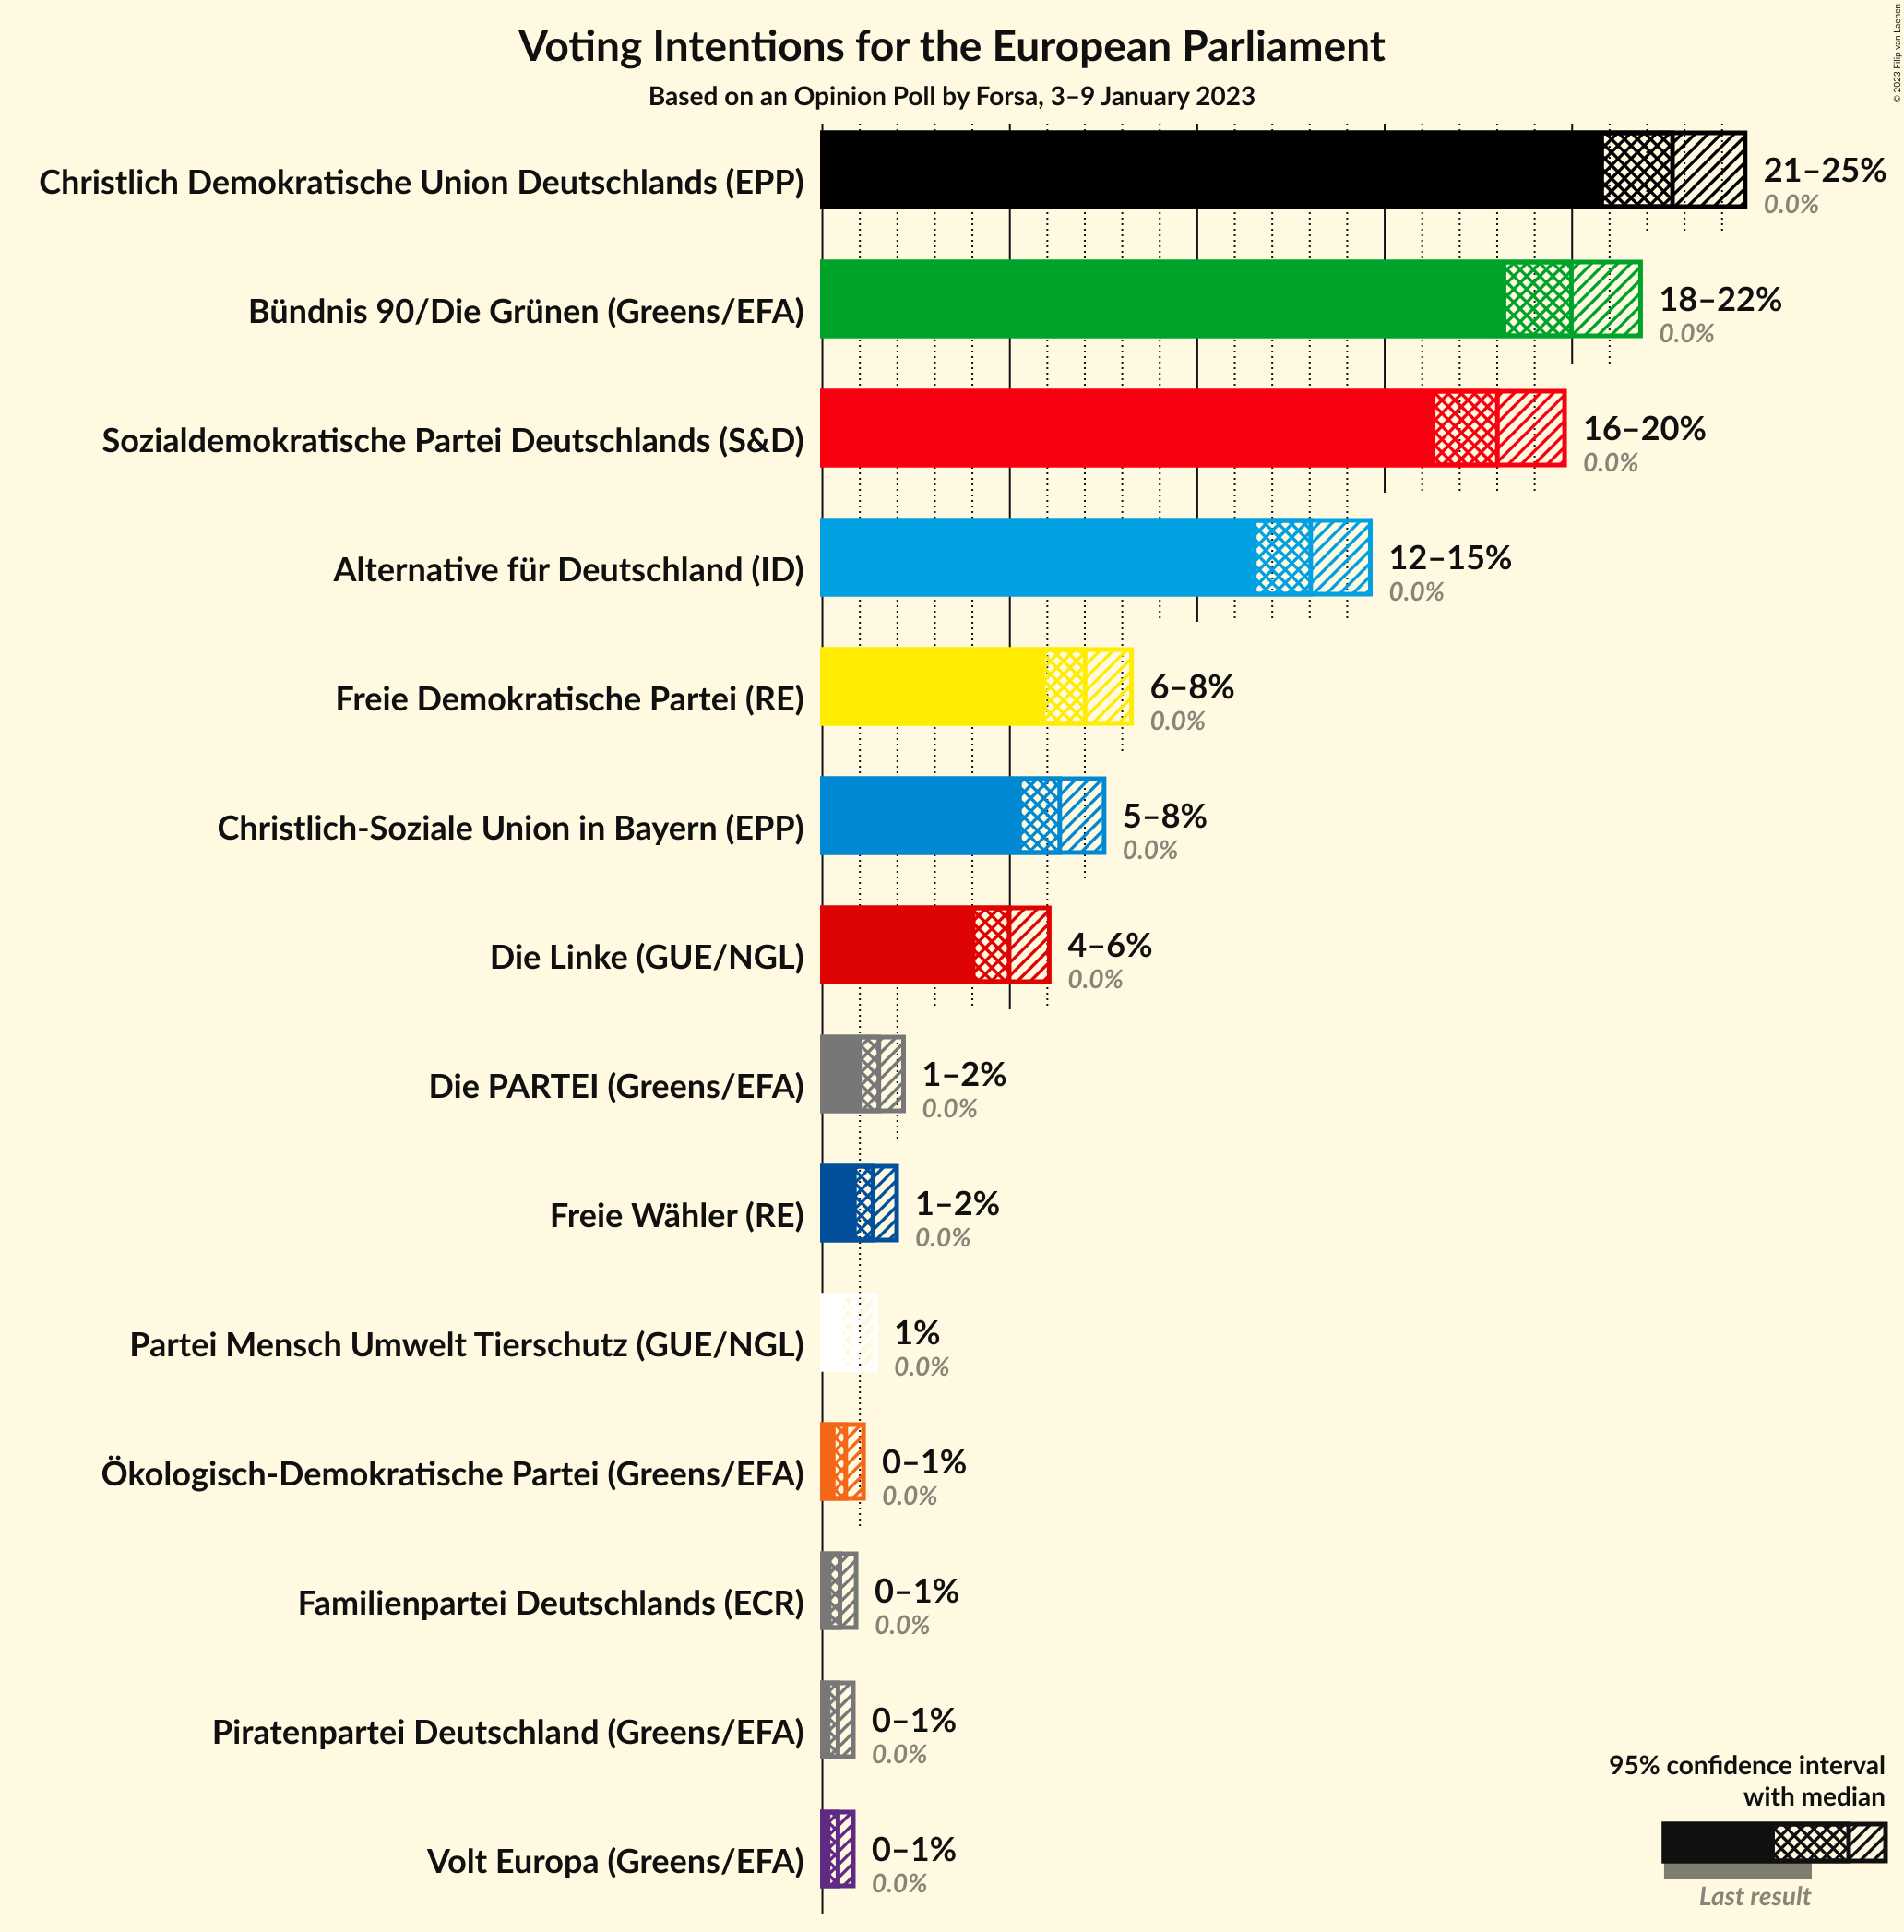 Voting Intentions for the European Parliament
Based on an Opinion Poll by Forsa, 3–9 January 2023
© 2023 Filip van Laenen
Christlich Demokratische Union Deutschlands (EPP)
21–25%
0.0%
Bündnis 90/Die Grünen (Greens/EFA)
18–22%
0.0%
Sozialdemokratische Partei Deutschlands (S&D)
16–20%
0.0%
Alternative für Deutschland (ID)
12–15%
0.0%
Freie Demokratische Partei (RE)
6–8%
0.0%
Christlich-Soziale Union in Bayern (EPP)
5–8%
0.0%
Die Linke (GUE/NGL)
4–6%
0.0%
Die PARTEI (Greens/EFA)
1–2%
0.0%
Freie Wähler (RE)
1–2%
0.0%
Partei Mensch Umwelt Tierschutz (GUE/NGL)
1%
0.0%
Ökologisch-Demokratische Partei (Greens/EFA)
0–1%
0.0%
Familienpartei Deutschlands (ECR)
0–1%
0.0%
Piratenpartei Deutschland (Greens/EFA)
0–1%
0.0%
Volt Europa (Greens/EFA)
0–1%
0.0%
95% confidence interval
with median
Last result